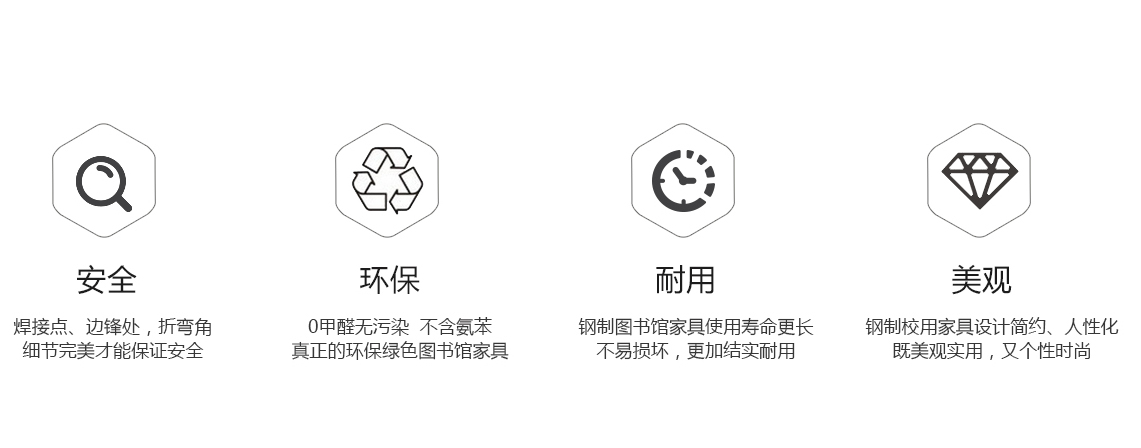 安全
焊接点、边锋处，折弯角
细节完美才能保证安全
环保
0甲醛无污染 不含氨苯
真正的环保绿色图书馆家具
耐用
钢制图书馆家具使用寿命更长
不易损坏，更加结实耐用
美观
钢制校用家具设计简约、人性化
既美观实用，又个性时尚